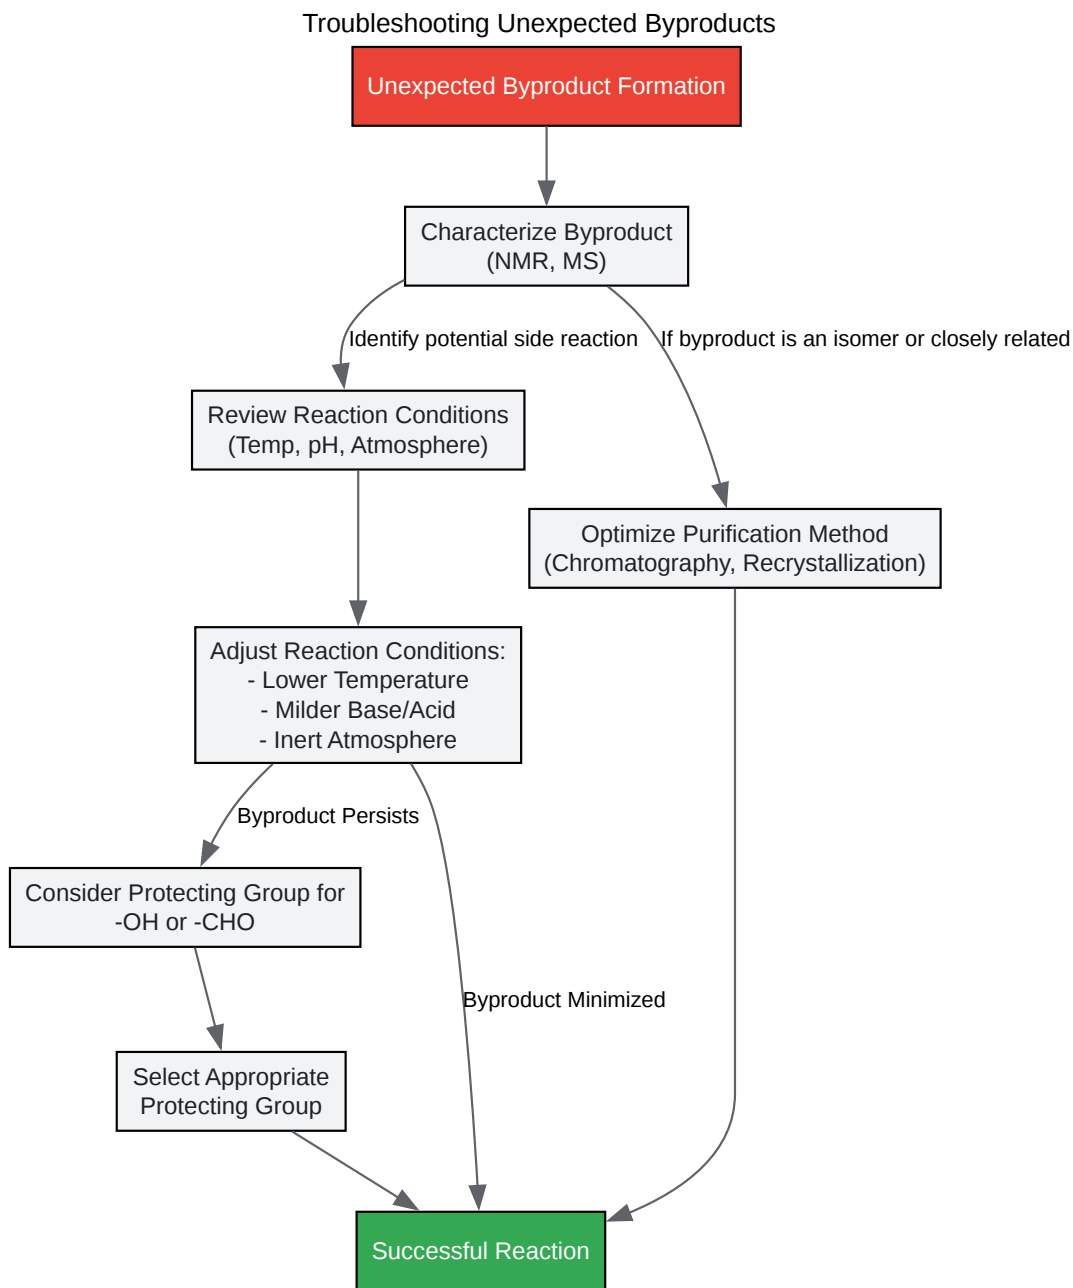 Troubleshooting Unexpected Byproducts
Unexpected Byproduct Formation
Characterize Byproduct
(NMR, MS)
Identify potential side reaction
If byproduct is an isomer or closely related
Review Reaction Conditions
(Temp, pH, Atmosphere)
Optimize Purification Method
(Chromatography, Recrystallization)
Adjust Reaction Conditions:
- Lower Temperature
- Milder Base/Acid
- Inert Atmosphere
Byproduct Persists
Consider Protecting Group for
-OH or -CHO
Byproduct Minimized
Select Appropriate
Protecting Group
Successful Reaction